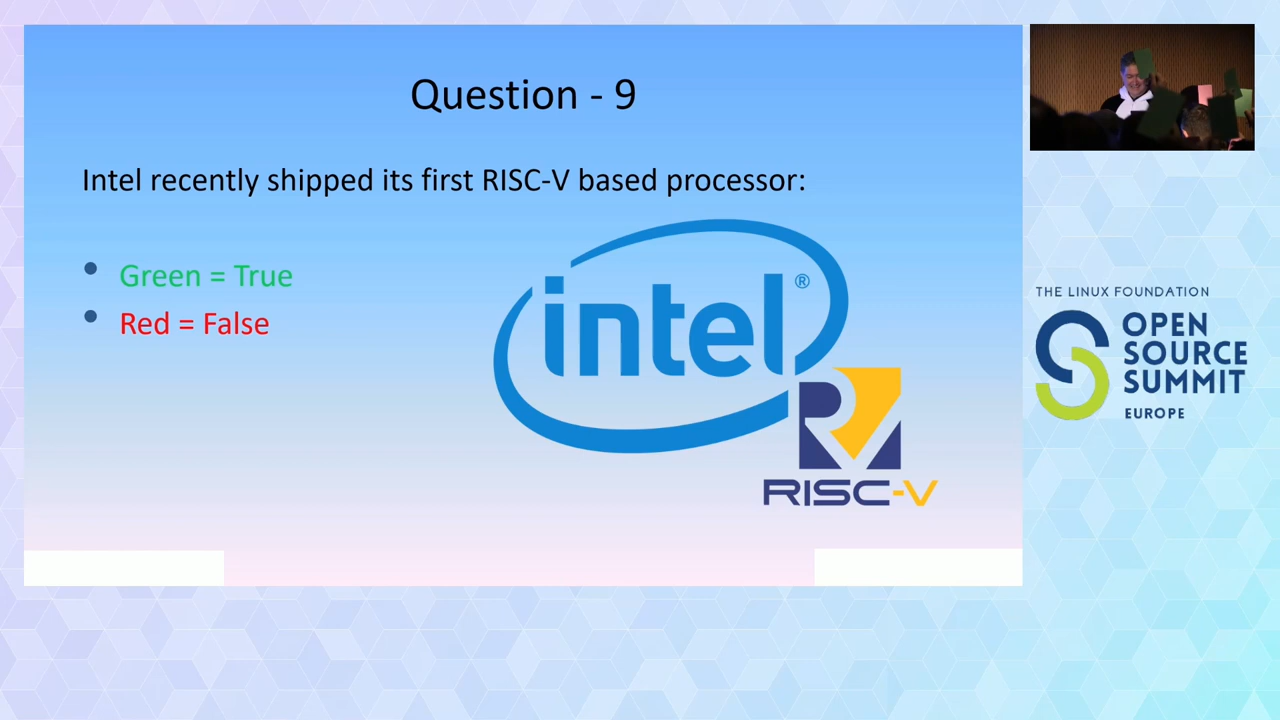 Question - 9
Intel recently shipped its first RISC-V based processor:
• Green = True
• Red = False
intel®
RISC-V
THE LINUX FOUNDATION
OPEN
SOURCE
SUMMIT
EUROPE